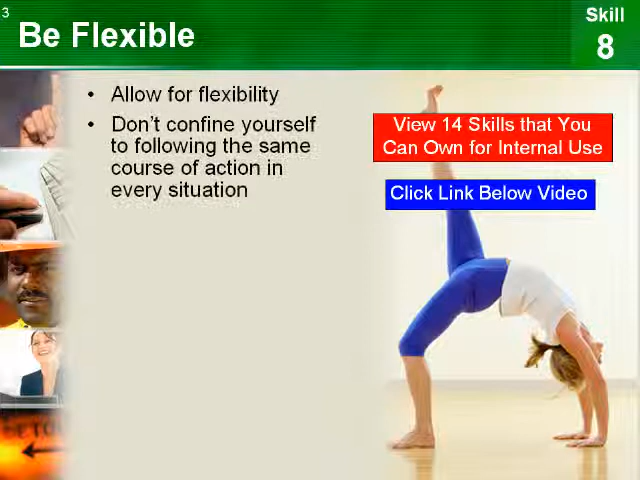 3
Be Flexible
Skill
8
• Allow for flexibility
• Don't confine yourself
to following the same
course of action in
every situation
View 14 Skills that You
Can Own for Internal Use
Click Link Below Video